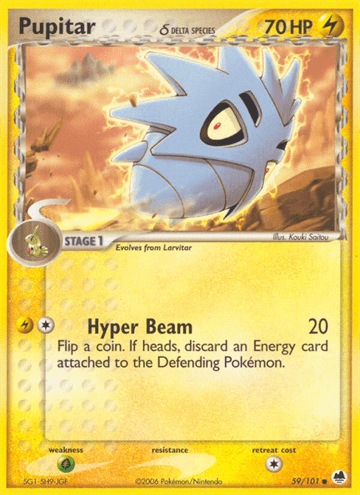 Pupitar δ DELTA SPECIES 70 HP
Illus. Kouki Saitou
STAGE 1
Evolves from Larvitar
Hyper Beam 20
Flip a coin. If heads, discard an Energy card
attached to the Defending Pokémon.
weakness resistance retreat cost
©2006 Pokémon/Nintendo 59/101